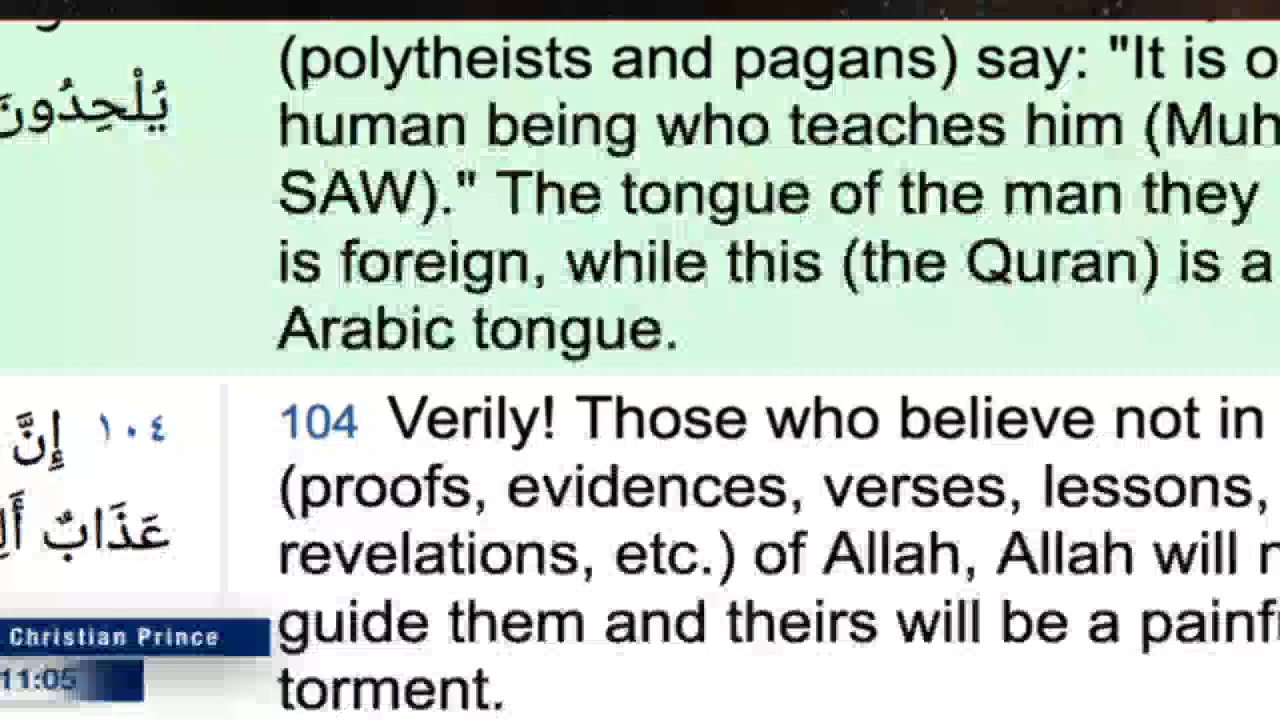 (polytheists and pagans) say: "It is
human being who teaches him (Muh
SAW)." The tongue of the man they
is foreign, while this (the Quran) is a
Arabic tongue.
يُلْحِدُونَ
104 Verily! Those who believe not in
(proofs, evidences, verses, lessons,
revelations, etc.) of Allah, Allah will
guide them and theirs will be a painf
torment.
١٠٤ إِنَّ
عَذَابٌ
Christian Prince
11:05